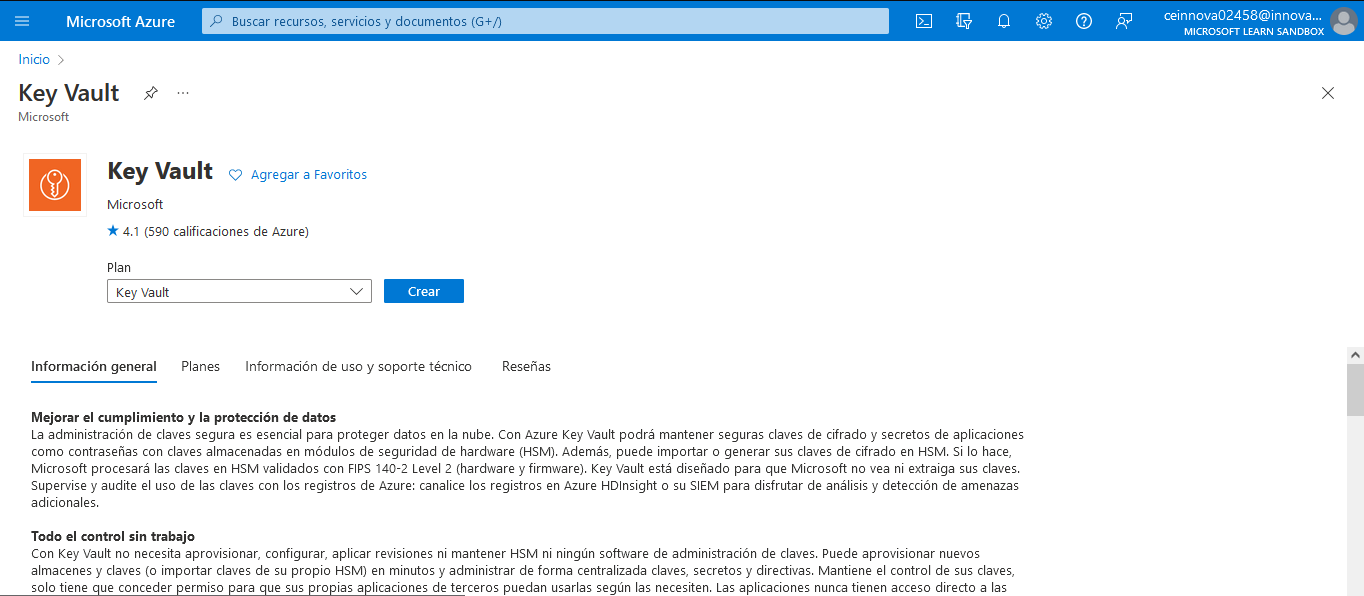 Microsoft Azure
Buscar recursos, servicios y documentos (G+/)
ceinnova02458@innova...
MICROSOFT LEARN SANDBOX
Inicio
Key Vault
...
Microsoft
Key Vault
Agregar a Favoritos
Microsoft
4.1 (590 calificaciones de Azure)
Plan
Key Vault
Crear
Información general
Planes
Información de uso y soporte técnico
Reseñas
Mejorar el cumplimiento y la protección de datos
La administración de claves segura es esencial para proteger datos en la nube. Con Azure Key Vault podrá mantener seguras claves de cifrado y secretos de aplicaciones
como contraseñas con claves almacenadas en módulos de seguridad de hardware (HSM). Además, puede importar o generar sus claves de cifrado en HSM. Si lo hace,
Microsoft procesará las claves en HSM validados con FIPS 140-2 Level 2 (hardware y firmware). Key Vault está diseñado para que Microsoft no vea ni extraiga sus claves.
Supervise y audite el uso de las claves con los registros de Azure: canalice los registros en Azure HDInsight o su SIEM para disfrutar de análisis y detección de amenazas
adicionales.
Todo el control sin trabajo
Con Key Vault no necesita aprovisionar, configurar, aplicar revisiones ni mantener HSM ni ningún software de administración de claves. Puede aprovisionar nuevos
almacenes y claves (o importar claves de su propio HSM) en minutos y administrar de forma centralizada claves, secretos y directivas. Mantiene el control de sus claves,
solo tiene que conceder permiso para que sus propias aplicaciones de terceros puedan usarlas según las necesiten. Las aplicaciones nunca tienen acceso directo a las